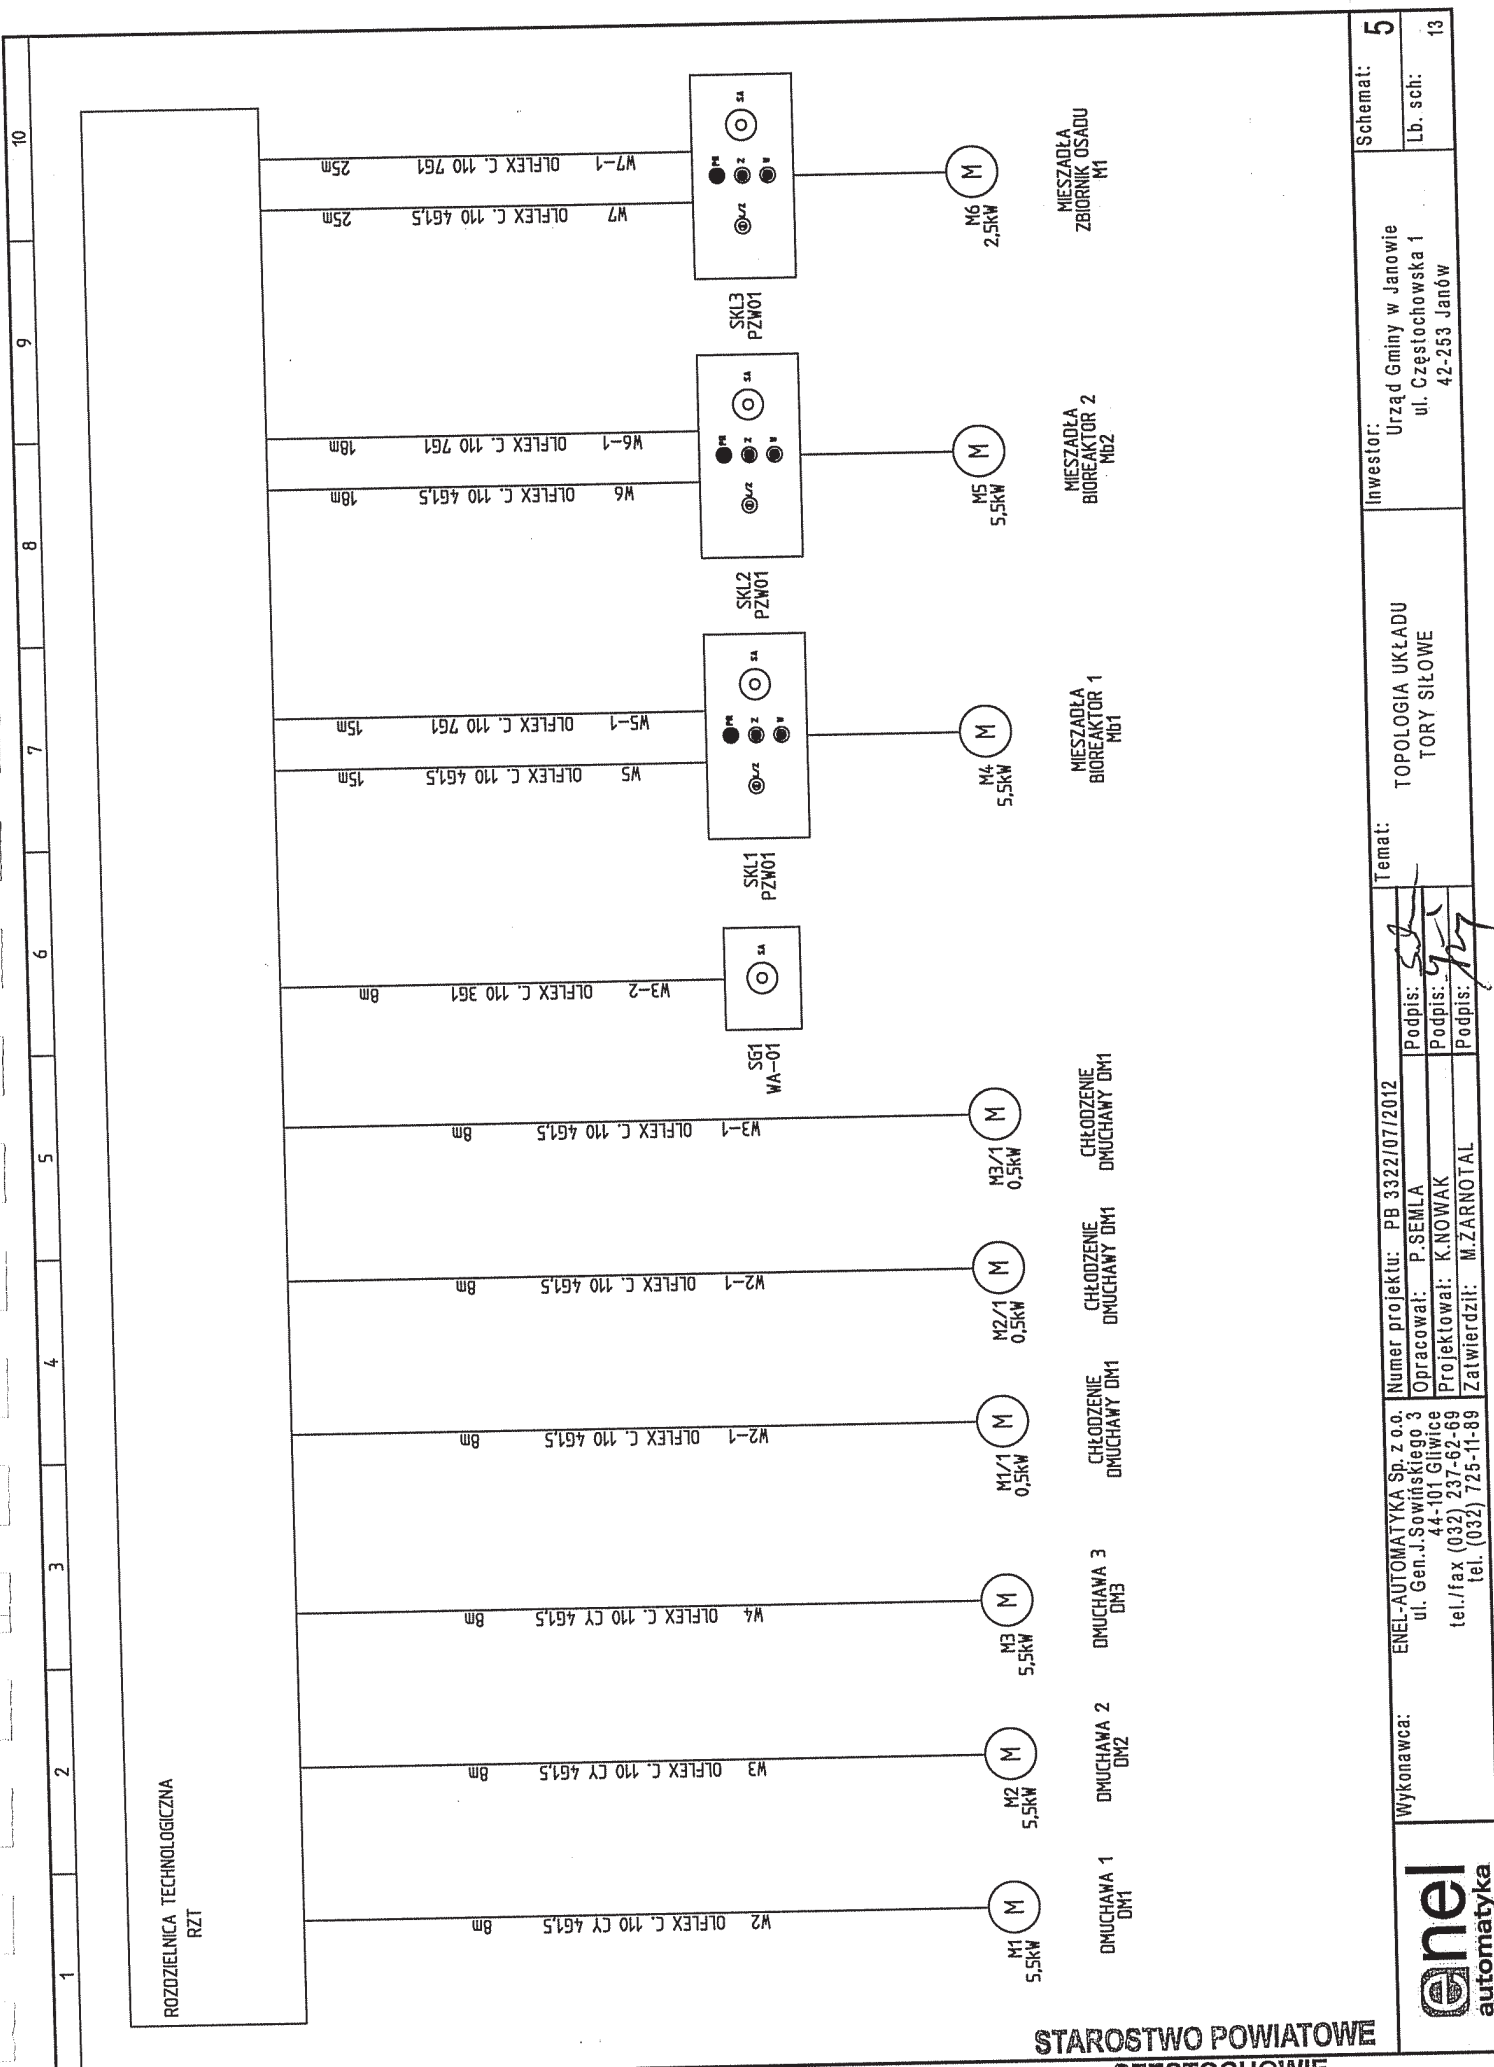 1
2
3
4
5
6
7
8
9
10
ROZDZIELNICA TECHNOLOGICZNA
RZT
W2 OLFLEX C. 110 CY 4G1,5 8m
W3 OLFLEX C. 110 CY 4G1,5 8m
W4 OLFLEX C. 110 CY 4G1,5 8m
W2-1 OLFLEX C. 110 4G1,5 8m
W2-1 OLFLEX C. 110 4G1,5 8m
W3-1 OLFLEX C. 110 4G1,5 8m
W3-2 OLFLEX C. 110 3G1 8m
W5 OLFLEX C. 110 4G1,5 15m
W5-1 OLFLEX C. 110 7G1 15m
W6 OLFLEX C. 110 4G1,5 18m
W6-1 OLFLEX C. 110 7G1 18m
W7 OLFLEX C. 110 4G1,5 25m
W7-1 OLFLEX C. 110 7G1 25m
SG1
WA-01
SA
SKL1
PZW01
Z
W
SA
SKL2
PZW01
Z
W
SA
SKL3
PZW01
Z
W
SA
M1
5,5kW
M
M2
5,5kW
M
M3
5,5kW
M
M1/1
0,5kW
M
M2/1
0,5kW
M
M3/1
0,5kW
M
M4
5,5kW
M
M5
5,5kW
M
M6
2,5kW
M
DMUCHAWA 1
DM1
DMUCHAWA 2
DM2
DMUCHAWA 3
DM3
CHŁODZENIE
DMUCHAWY DM1
CHŁODZENIE
DMUCHAWY DM1
CHŁODZENIE
DMUCHAWY DM1
MIESZADŁA
BIOREAKTOR 1
Mb1
MIESZADŁA
BIOREAKTOR 2
Mb2
MIESZADŁA
ZBIORNIK OSADU
M1
enel
automatyka
Wykonawca:
ENEL-AUTOMATYKA Sp. z o.o.
ul. Gen.J.Sowińskiego 3
44-101 Gliwice
tel./fax (032) 237-62-69
tel. (032) 725-11-89
Numer projektu: PB 3322/07/2012
Opracował: P.SEMLA Podpis:
Projektował: K.NOWAK Podpis:
Zatwierdził: M.ŻARNOTAL Podpis:
Temat:
TOPOLOGIA UKŁADU
TORY SIŁOWE
Inwestor:
Urząd Gminy w Janowie
ul. Częstochowska 1
42-253 Janów
Schemat: 5
Lb. sch: 13
STAROSTWO POWIATOWE